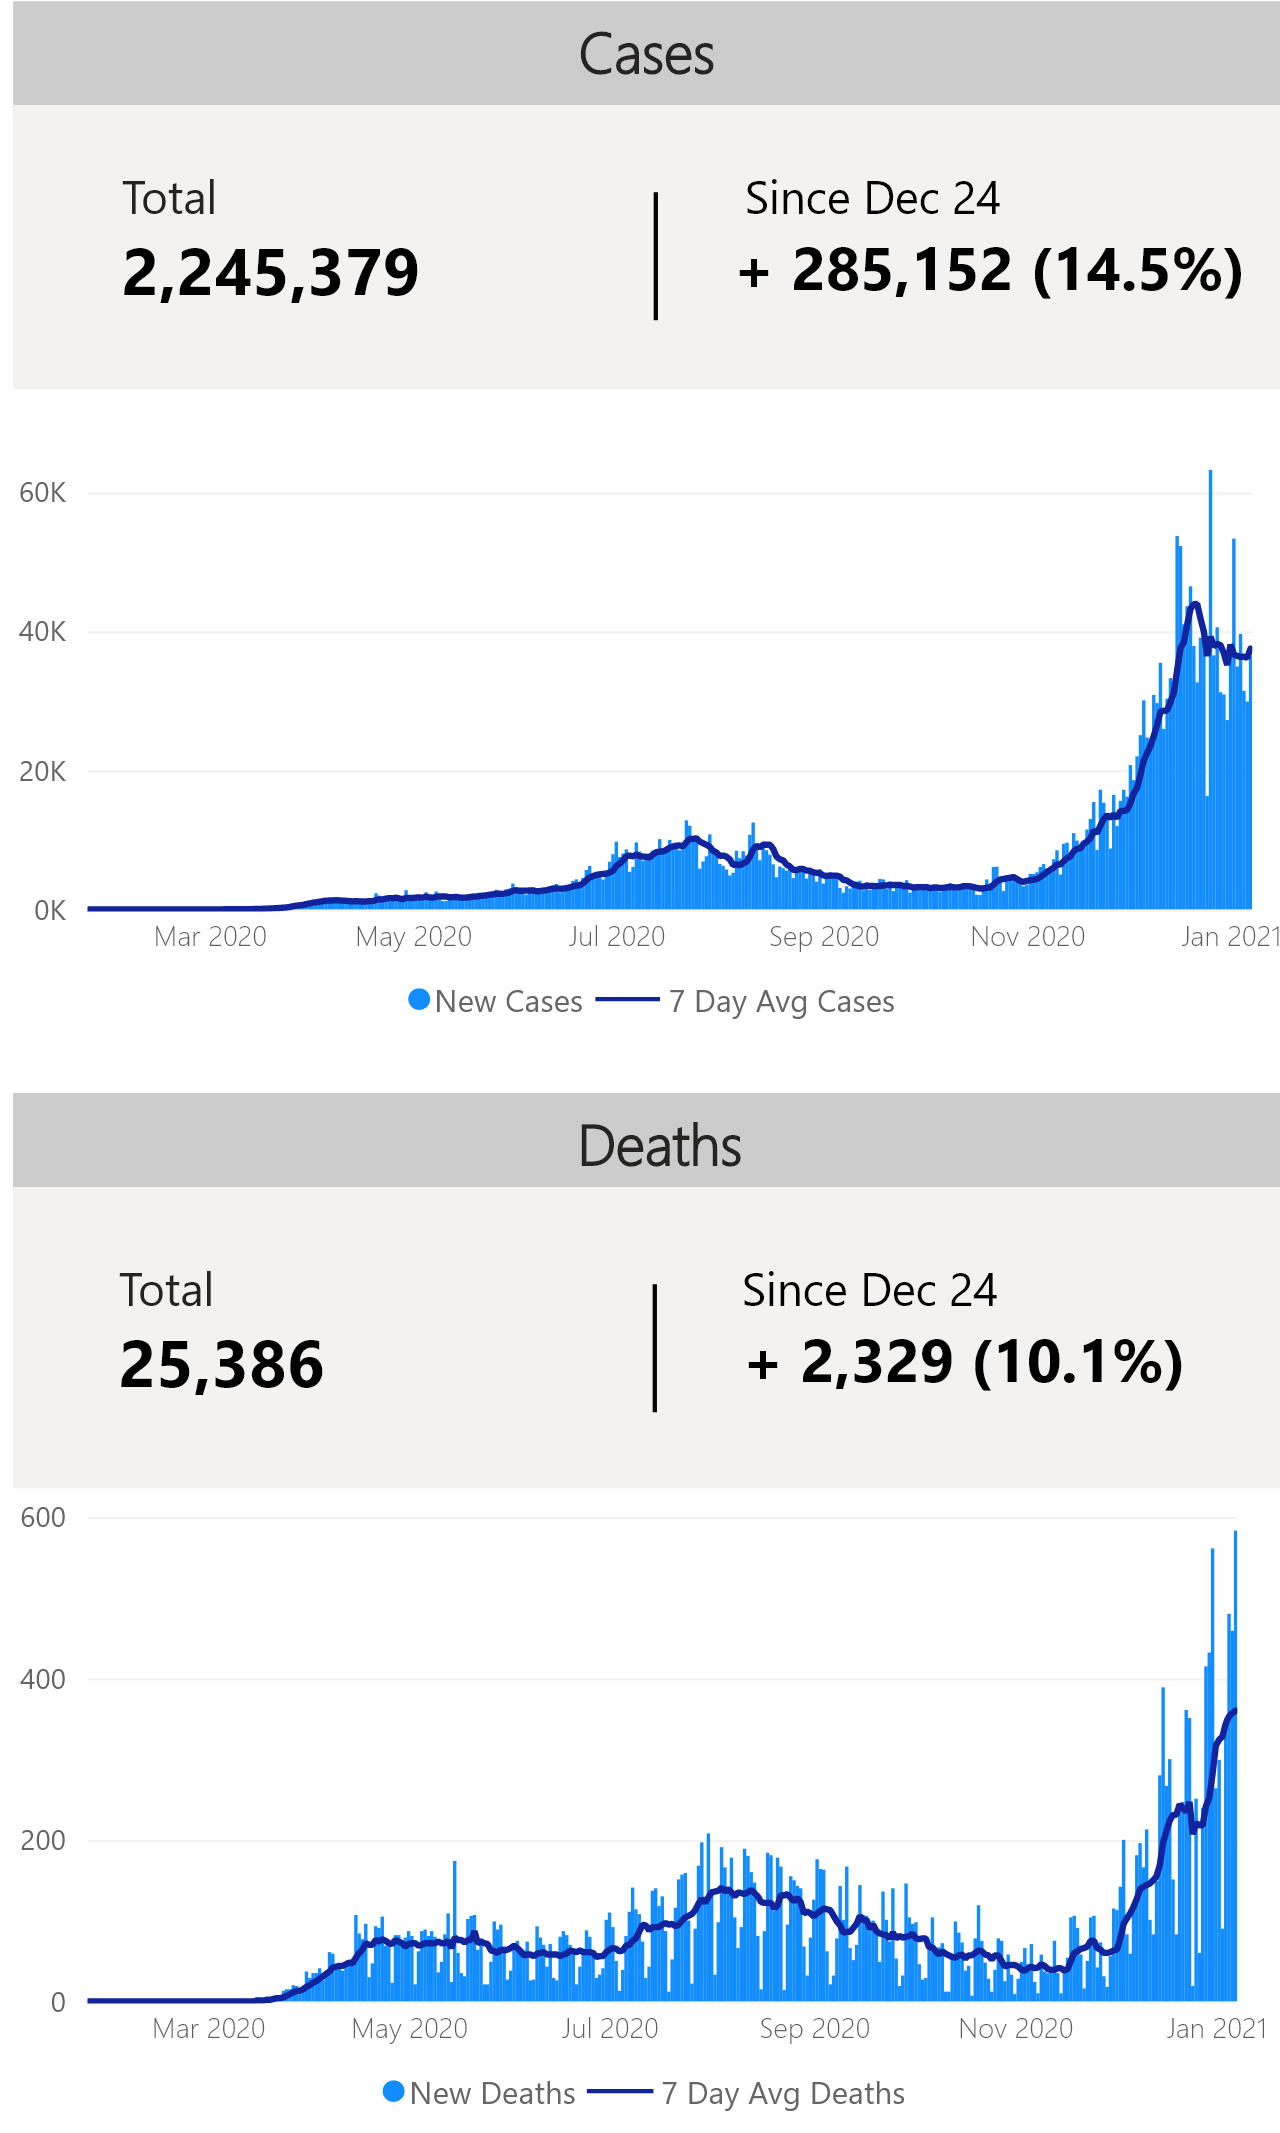 Cases
Total
Since Dec 24
2,245,379
+ 285,152 (14.5%)
60K
40K
20K
0K
Mar 2020 May 2020 Jul 2020 Sep 2020 Nov 2020 Jan 2021
New Cases 7 Day Avg Cases
Deaths
Total
Since Dec 24
25,386
+ 2,329 (10.1%)
600
400
200
0
Mar 2020 May 2020 Jul 2020 Sep 2020 Nov 2020 Jan 2021
New Deaths 7 Day Avg Deaths